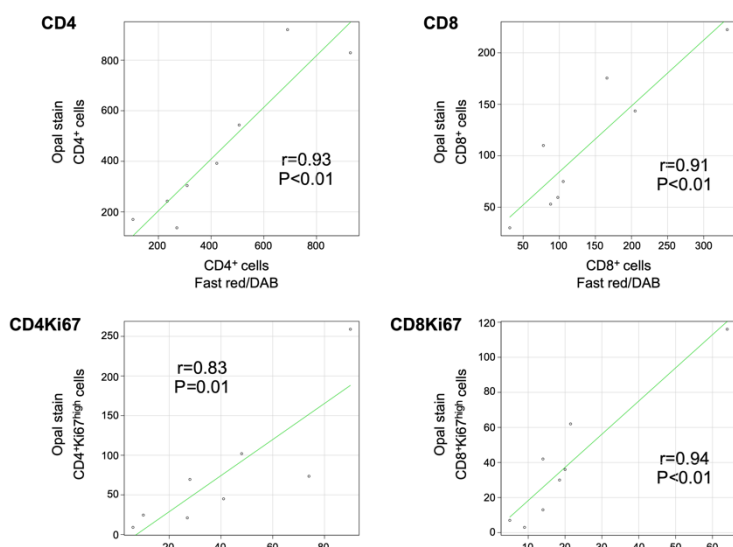 CD4
Opal stain
CD4⁺ cells
800
600
400
200
r=0.93
P<0.01
200 400 600 800
CD4⁺ cells
Fast red/DAB
CD8
Opal stain
CD8⁺ cells
200
150
100
50
r=0.91
P<0.01
50 100 150 200 250 300
CD8⁺ cells
Fast red/DAB
CD4Ki67
Opal stain
CD4⁺Ki67ʰⁱᵍʰ cells
250
200
150
100
50
0
r=0.83
P=0.01
20 40 60 80
CD8Ki67
Opal stain
CD8⁺Ki67ʰⁱᵍʰ cells
120
100
80
60
40
20
0
r=0.94
P<0.01
10 20 30 40 50 60